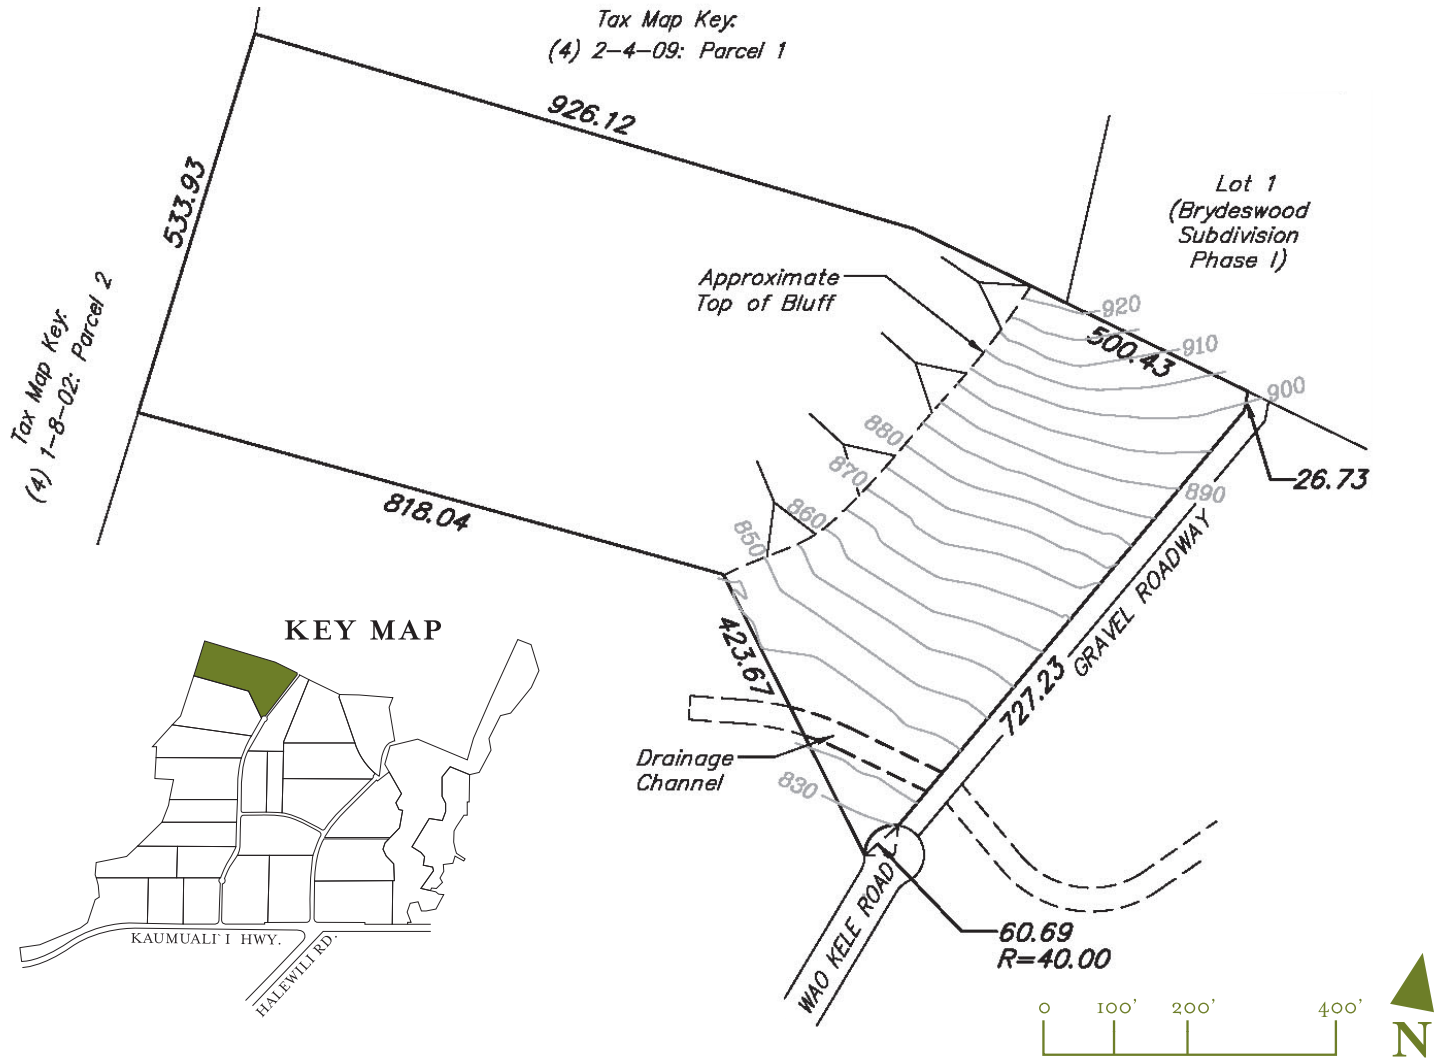 Tax Map Key:
(4) 2-4-09: Parcel 1
926.12
533.93
Lot 1
(Brydeswood
Subdivision
Phase I)
Approximate
Top of Bluff
Tax Map Key:
(4) 1-8-02: Parcel 2
920
500.43
910
900
880
870
26.73
890
860
850
818.04
GRAVEL ROADWAY
423.67
727.23
KEY MAP
Drainage
Channel
830
WAO KELE ROAD
60.69
R=40.00
KAUMUALI`I HWY.
HALEWILI RD.
0 100' 200' 400'
N